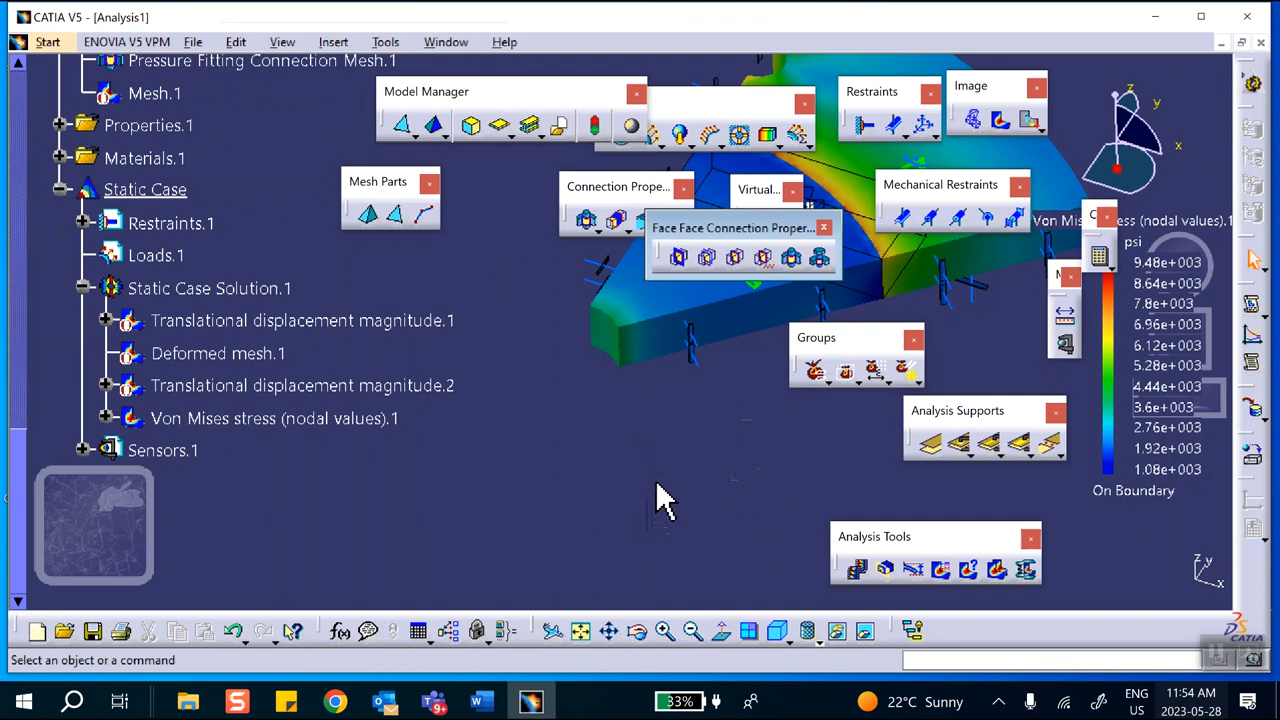 CATIA V5 - [Analysis1]
Start ENOVIA V5 VPM File Edit View Insert Tools Window Help
Pressure Fitting Connection Mesh.1
Mesh.1
Properties.1
Materials.1
Static Case
Restraints.1
Loads.1
Static Case Solution.1
Translational displacement magnitude.1
Deformed mesh.1
Translational displacement magnitude.2
Von Mises stress (nodal values).1
Sensors.1
Model Manager
Restraints
Image
Mesh Parts
Connection Prope...
Virtual...
Mechanical Restraints
Face Face Connection Proper...
Groups
Analysis Supports
Analysis Tools
z
y
x
psi
9.48e+003
8.64e+003
7.8e+003
6.96e+003
6.12e+003
5.28e+003
4.44e+003
3.6e+003
2.76e+003
1.92e+003
1.08e+003
On Boundary
z y
x
f(x)
DS
CATIA
Select an object or a command
9+
33%
22°C Sunny
ENG
US
11:54 AM
2023-05-28